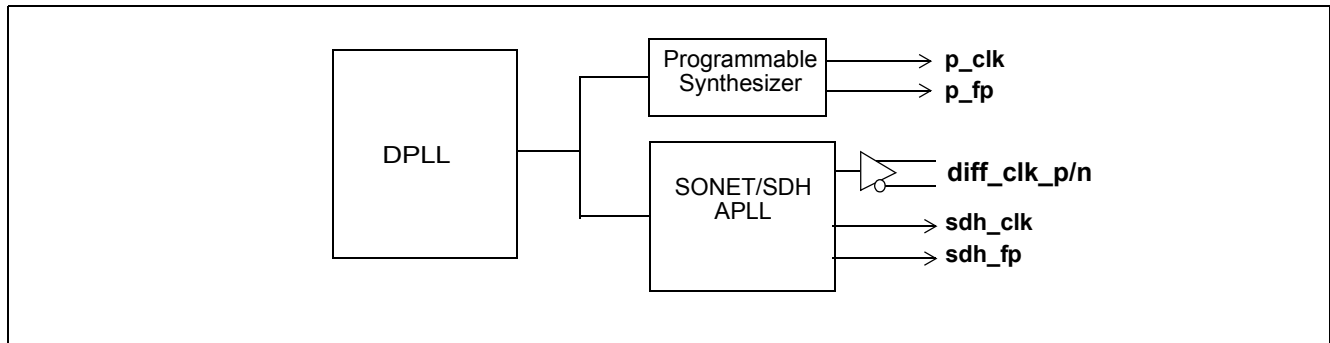 DPLL
Programmable
Synthesizer
p_clk
p_fp
SONET/SDH
APLL
diff_clk_p/n
sdh_clk
sdh_fp